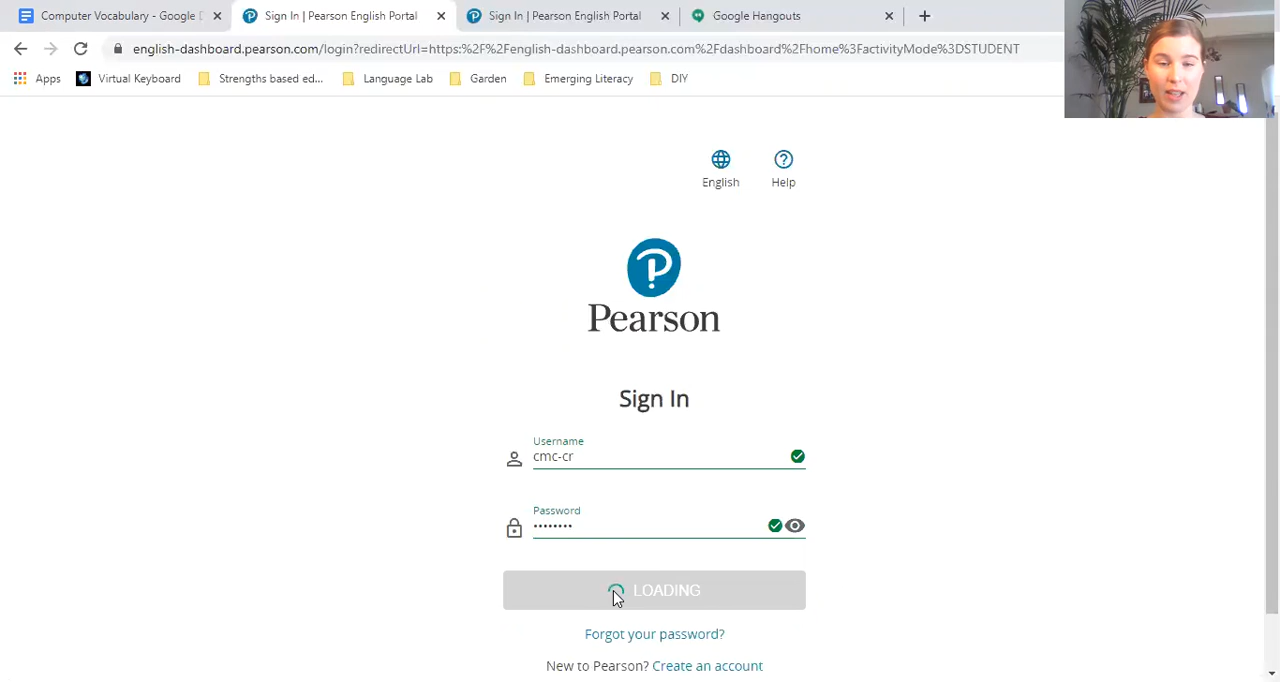 Computer Vocabulary - Google D
Sign In | Pearson English Portal
Sign In | Pearson English Portal
Google Hangouts
english-dashboard.pearson.com/login?redirectUrl=https:%2F%2Fenglish-dashboard.pearson.com%2Fdashboard%2Fhome%3FactivityMode%3DSTUDENT
Apps
Virtual Keyboard
Strengths based ed...
Language Lab
Golden
Emerging Literacy
DIY
English
Help
Pearson
Sign In
Username
cmc-cr
Password
••••••••
LOADING
Forgot your password?
New to Pearson? Create an account